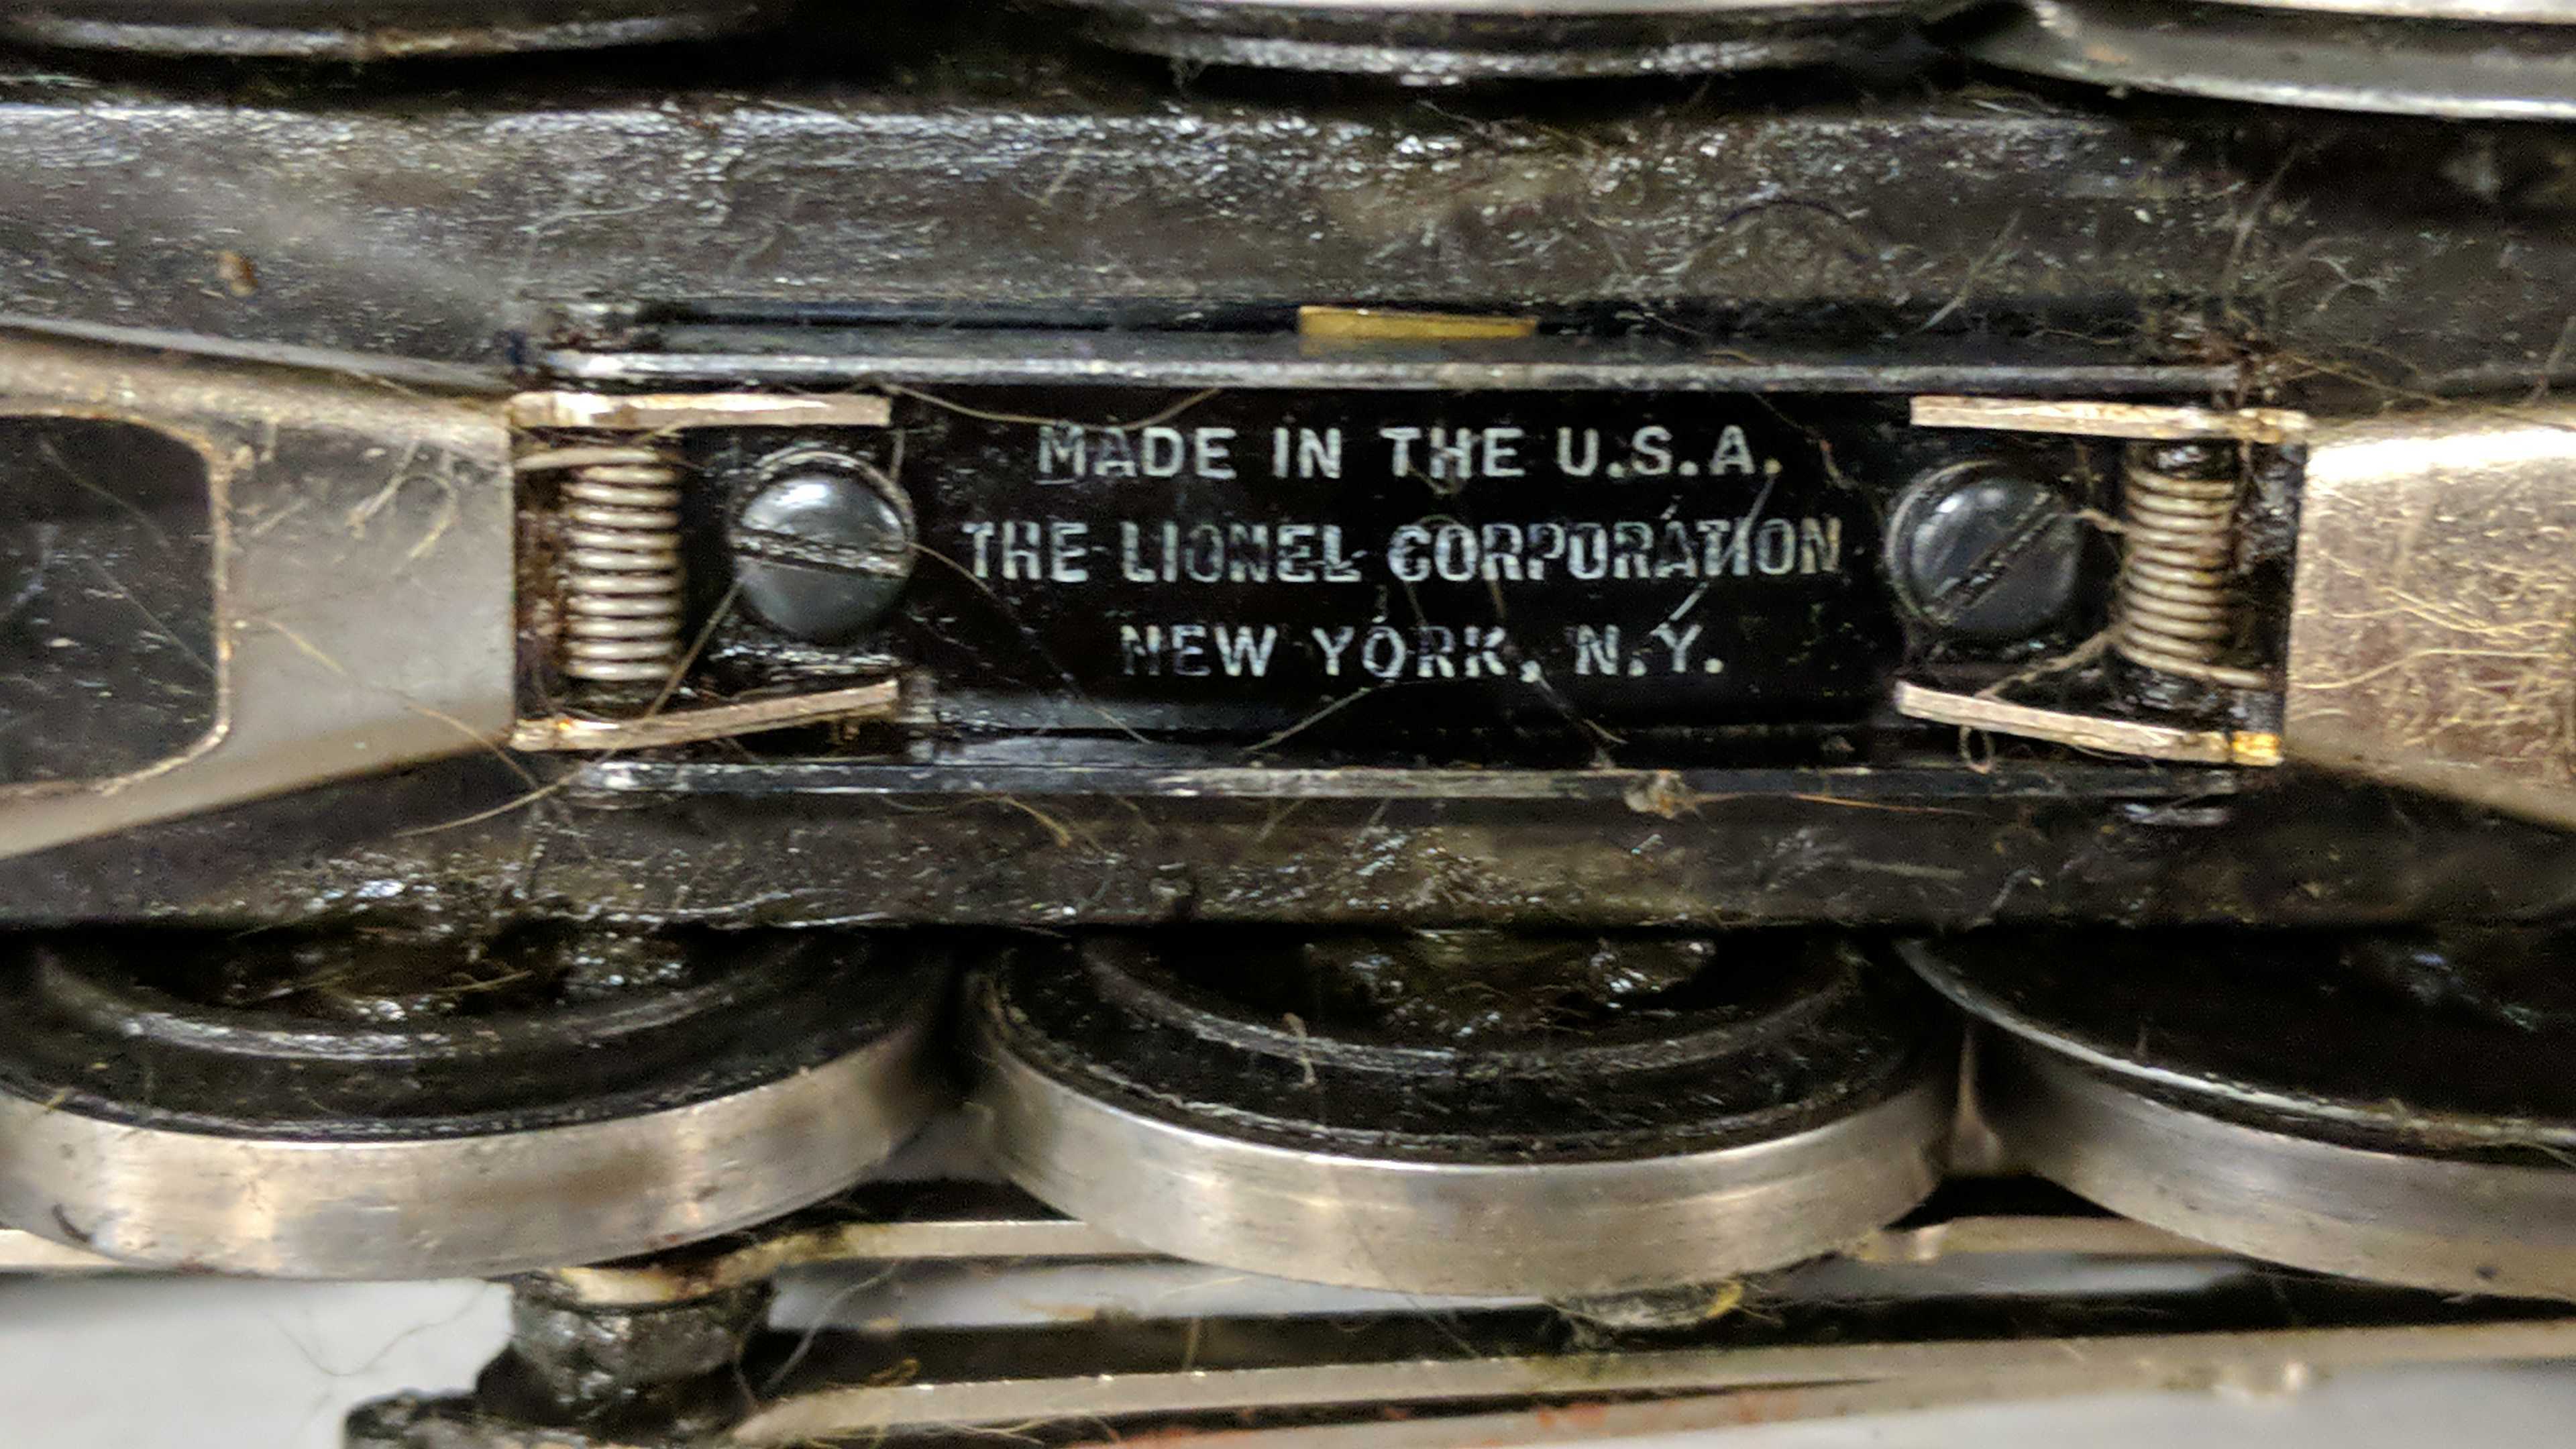 MADE IN THE U.S.A.
THE LIONEL CORPORATION
NEW YORK, N.Y.